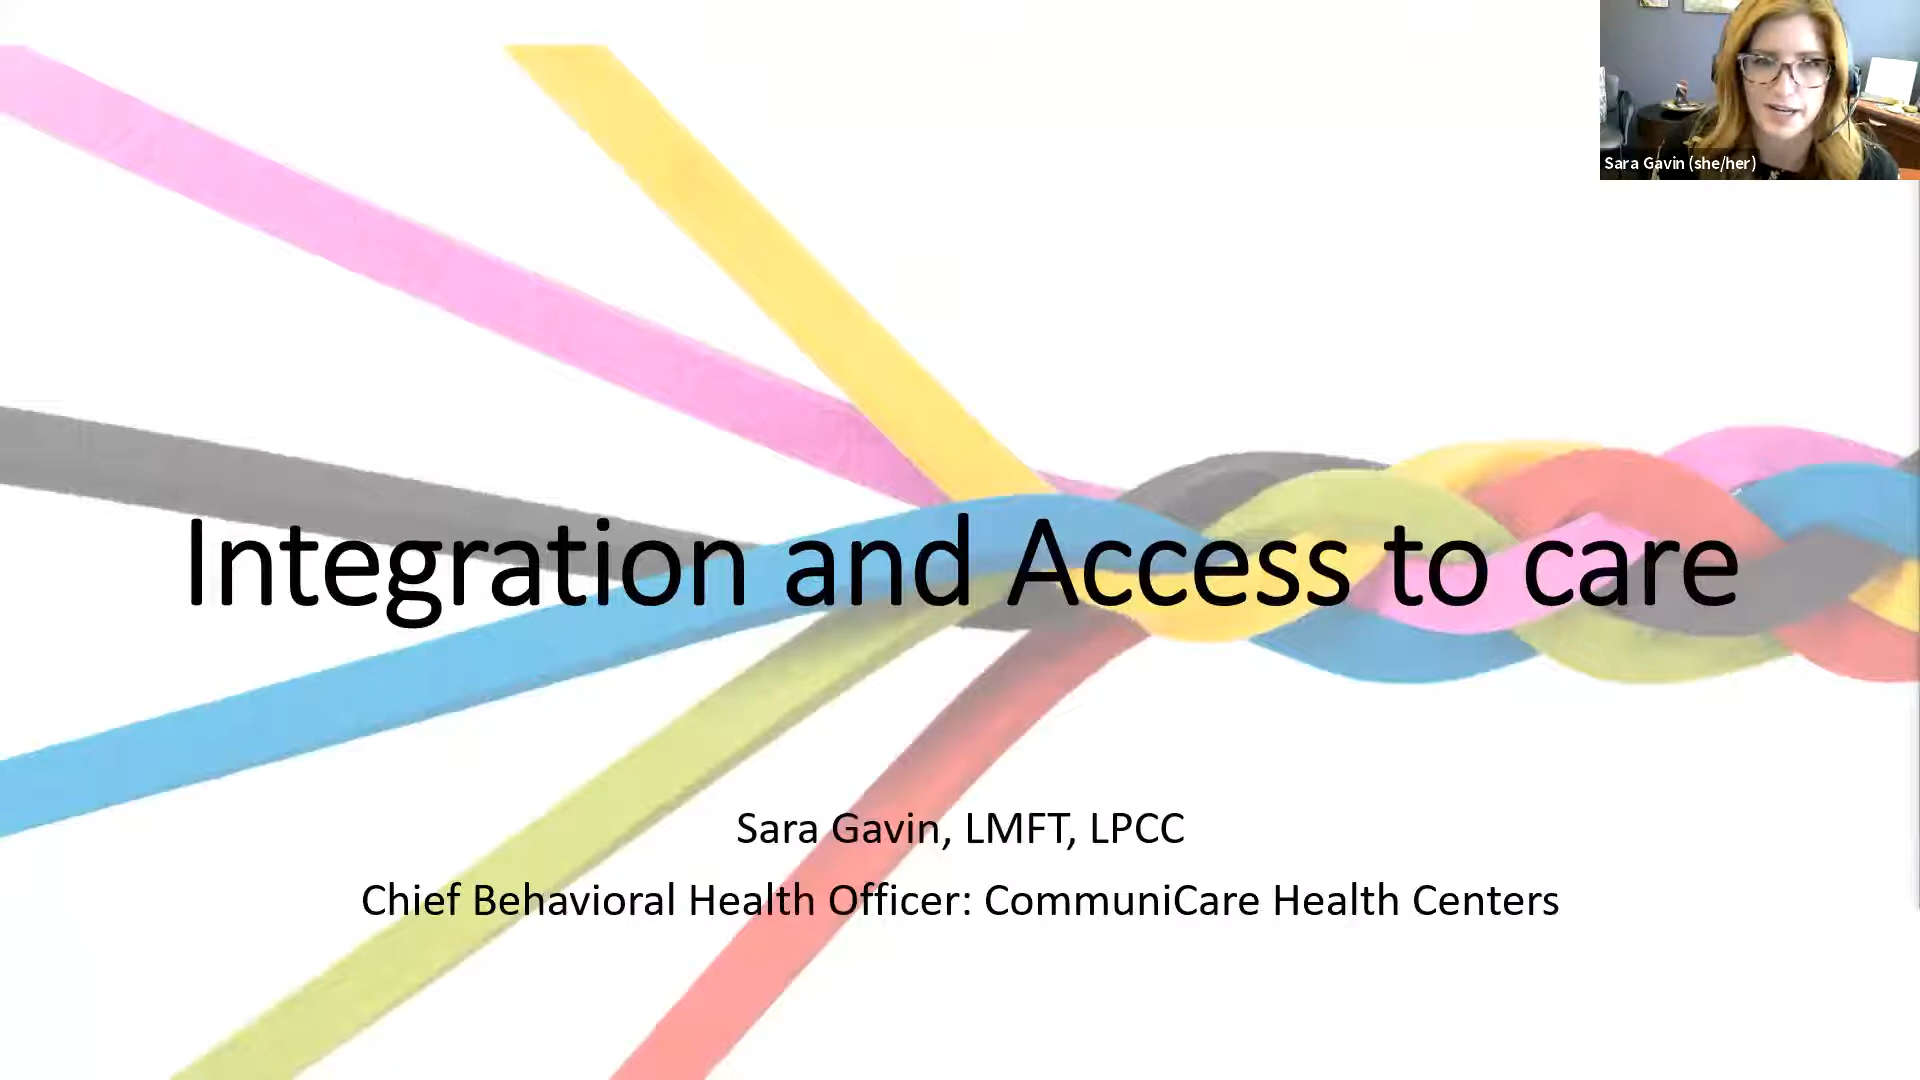 Sara Gavin (she/her)
Integration and Access to care
Sara Gavin, LMFT, LPCC
Chief Behavioral Health Officer: CommuniCare Health Centers